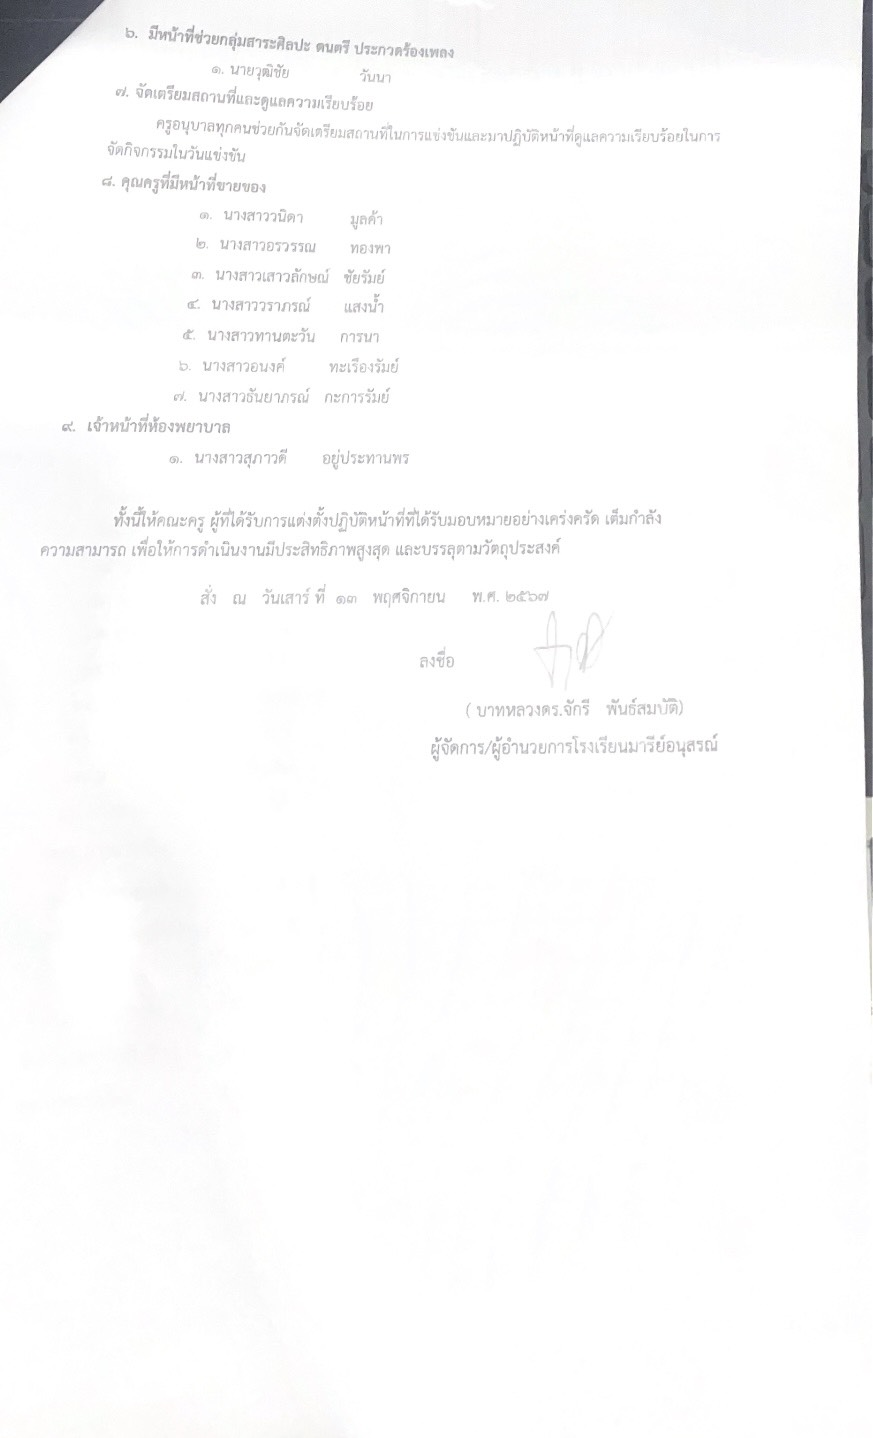 ๖. มีหน้าที่ช่วยกลุ่มสาระศิลปะ ดนตรี ประกวดร้องเพลง
๑. นายวุฒิชัย วันนา
๗. จัดเตรียมสถานที่และดูแลความเรียบร้อย
ครูอนุบาลทุกคนช่วยกันจัดเตรียมสถานที่ในการแข่งขันและมาปฏิบัติหน้าที่ดูแลความเรียบร้อยในการ
จัดกิจกรรมในวันแข่งขัน
๘. คุณครูที่มีหน้าที่ขายของ
๑. นางสาววนิดา มูลค้า
๒. นางสาวอรวรรณ ทองพา
๓. นางสาวเสาวลักษณ์ ชัยรัมย์
๔. นางสาววราภรณ์ แสงน้ำ
๕. นางสาวทานตะวัน การนา
๖. นางสาวอนงค์ ทะเรืองรัมย์
๗. นางสาวธันยาภรณ์ กะการรัมย์
๙. เจ้าหน้าที่ห้องพยาบาล
๑. นางสาวสุภาวดี อยู่ประทานพร
ทั้งนี้ให้คณะครู ผู้ที่ได้รับการแต่งตั้งปฏิบัติหน้าที่ที่ได้รับมอบหมายอย่างเคร่งครัด เต็มกำลัง
ความสามารถ เพื่อให้การดำเนินงานมีประสิทธิภาพสูงสุด และบรรลุตามวัตถุประสงค์
สั่ง ณ วันเสาร์ ที่ ๑๓ พฤศจิกายน พ.ศ. ๒๕๖๗
ลงชื่อ
( บาทหลวงดร.จักรี พันธ์สมบัติ)
ผู้จัดการ/ผู้อำนวยการโรงเรียนมารีย์อนุสรณ์